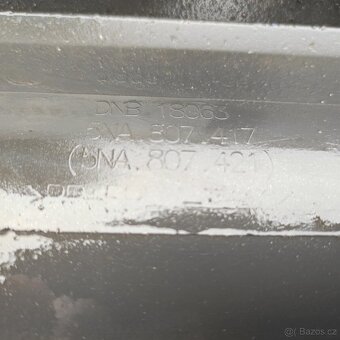 DNB 18063
5NA. 807 417
(5NA. 807 421)
© Bazos.cz